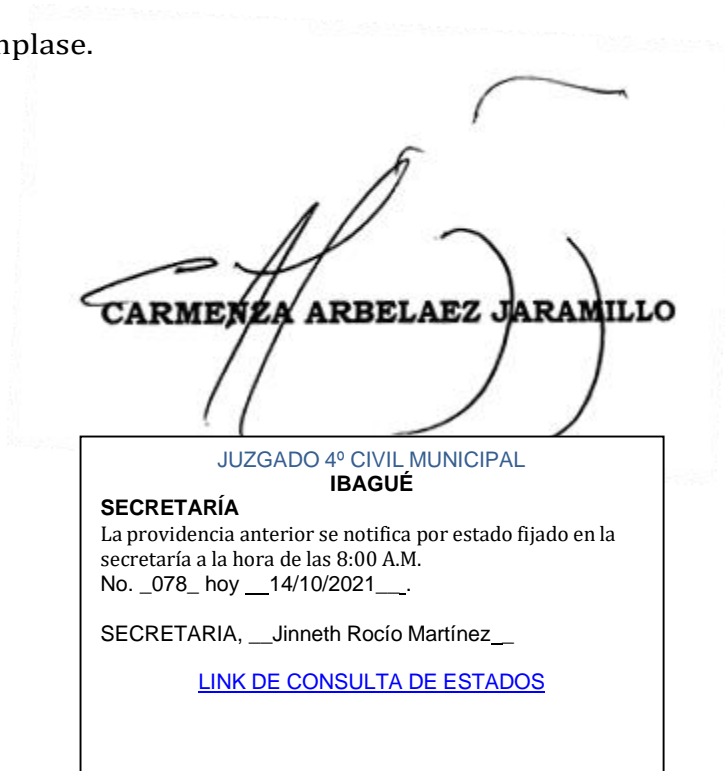 mplase.
CARMENZA ARBELAEZ JARAMILLO
JUZGADO 4º CIVIL MUNICIPAL
IBAGUÉ
SECRETARÍA
La providencia anterior se notifica por estado fijado en la
secretaría a la hora de las 8:00 A.M.
No. _078_ hoy __14/10/2021___.
SECRETARIA, __Jinneth Rocío Martínez__
LINK DE CONSULTA DE ESTADOS